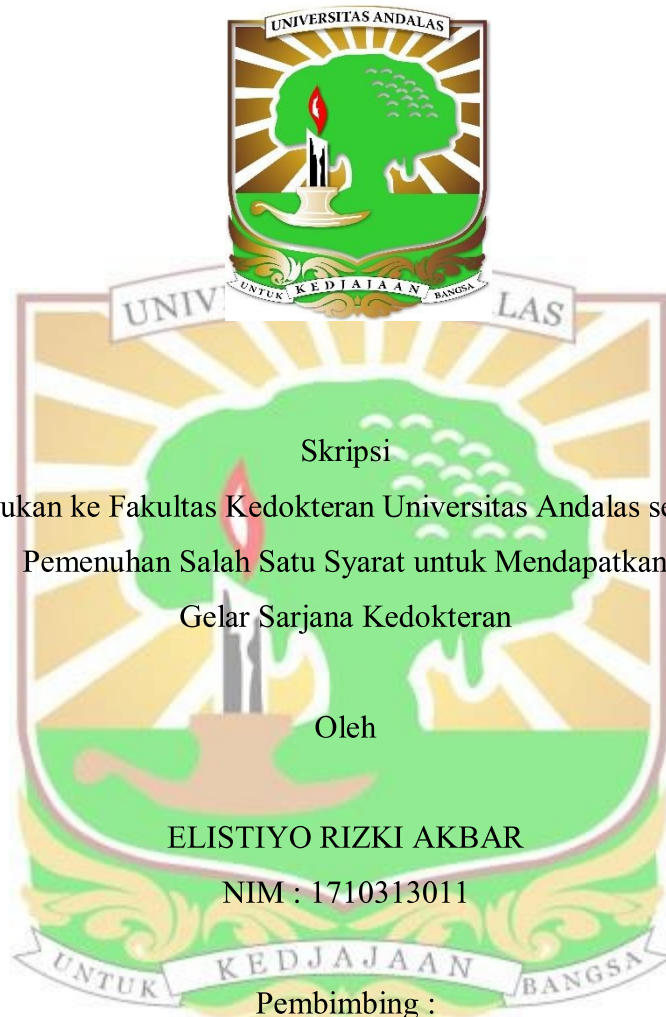 UNIVERSITAS ANDALAS
UNTUK KEDJAJAAN BANGSA
UNIV LAS
Skripsi
ukan ke Fakultas Kedokteran Universitas Andalas se
Pemenuhan Salah Satu Syarat untuk Mendapatkan
Gelar Sarjana Kedokteran
Oleh
ELISTIYO RIZKI AKBAR
NIM : 1710313011
UNTUK KEDJAJAAN BANGSA
Pembimbing :